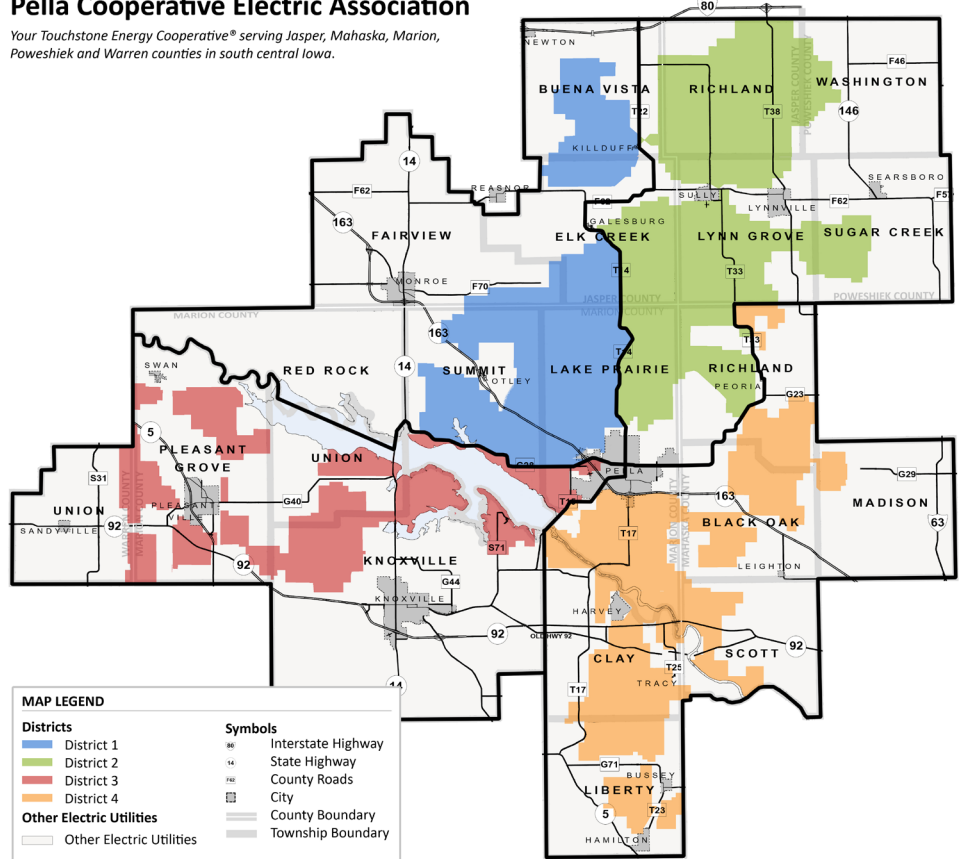 Pella Cooperative Electric Association
Your Touchstone Energy Cooperative® serving Jasper, Mahaska, Marion,
Poweshiek and Warren counties in south central Iowa.
80
NEWTON
BUENA VISTA
RICHLAND
WASHINGTON
F46
JASPER COUNTY
POWESHIEK COUNTY
T22
T38
146
KILLDUFF
14
F62
REASNOR
SULLY
LYNNVILLE
F62
SEARSBORO
163
FAIRVIEW
GALESBURG
ELK CREEK
LYNN GROVE
SUGAR CREEK
MONROE
F70
T14
T33
JASPER COUNTY
MARION COUNTY
POWESHIEK COUNTY
MARION COUNTY
163
14
SWAN
RED ROCK
SUMMIT
OTLEY
LAKE PRAIRIE
T14
RICHLAND
PEORIA
G23
5
PLEASANT
GROVE
UNION
G28
PELLA
S31
UNION
SANDYVILLE
92
WARREN COUNTY
MARION COUNTY
PLEASANT-
VILLE
G40
T17
163
BLACK OAK
G29
MADISON
63
MARION COUNTY
MAHASKA COUNTY
S71
92
KNOXVILLE
G44
KNOXVILLE
LEIGHTON
HARVEY
92
OLD HWY 92
92
CLAY
SCOTT
T25
TRACY
T17
14
G71
BUSSEY
LIBERTY
5
T23
HAMILTON
MAP LEGEND
Districts
District 1
District 2
District 3
District 4
Other Electric Utilities
Other Electric Utilities
Symbols
80
Interstate Highway
14
State Highway
F62
County Roads
City
County Boundary
Township Boundary